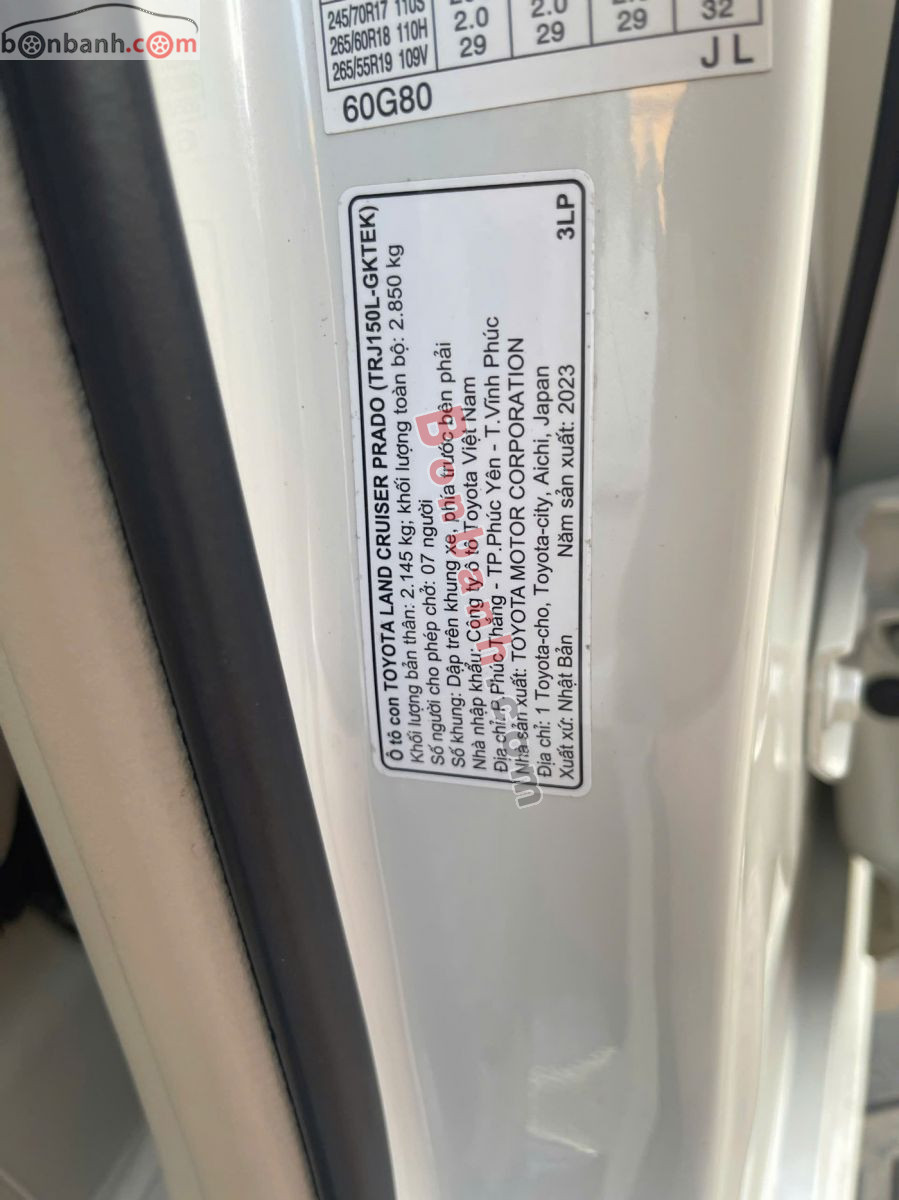 bonbanh.com
245/70R17 110S
265/60R18 110H 2.0 2.0
265/55R19 109V 29 29 29 32
60G80 J L
Ô tô con TOYOTA LAND CRUISER PRADO (TRJ150L-GKTEK)
Khối lượng bản thân: 2.145 kg; khối lượng toàn bộ: 2.850 kg
Số người cho phép chở: 07 người
Số khung: Dập trên khung xe, phía trước bên phải
Nhà nhập khẩu: Công ty ô tô Toyota Việt Nam
Địa chỉ: P.Phúc Thắng - TP.Phúc Yên - T.Vĩnh Phúc
Nhà sản xuất: TOYOTA MOTOR CORPORATION
Địa chỉ: 1 Toyota-cho, Toyota-city, Aichi, Japan
Xuất xứ: Nhật Bản Năm sản xuất: 2023 3LP
Bonbanh.com